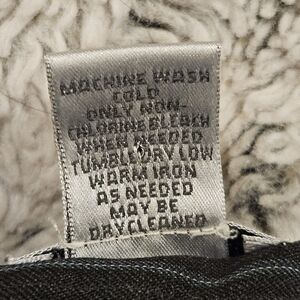 MACHINE WASH
COLD
ONLY NON-
CHLORINE BLEACH
WHEN NEEDED
TUMBLE DRY LOW
WARM IRON
AS NEEDED
MAY BE
DRYCLEANED